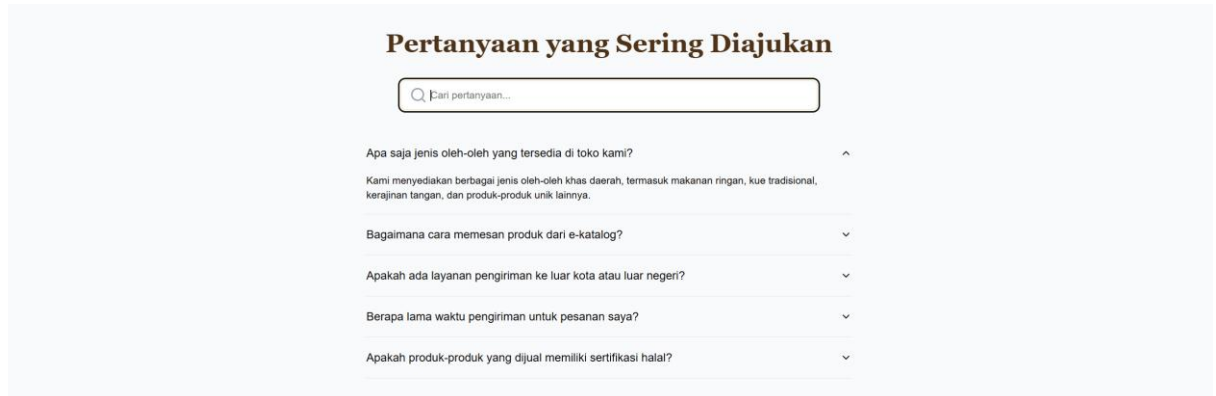 Pertanyaan yang Sering Diajukan
Cari pertanyaan...
Apa saja jenis oleh-oleh yang tersedia di toko kami?
Kami menyediakan berbagai jenis oleh-oleh khas daerah, termasuk makanan ringan, kue tradisional,
kerajinan tangan, dan produk-produk unik lainnya.
Bagaimana cara memesan produk dari e-katalog?
Apakah ada layanan pengiriman ke luar kota atau luar negeri?
Berapa lama waktu pengiriman untuk pesanan saya?
Apakah produk-produk yang dijual memiliki sertifikasi halal?